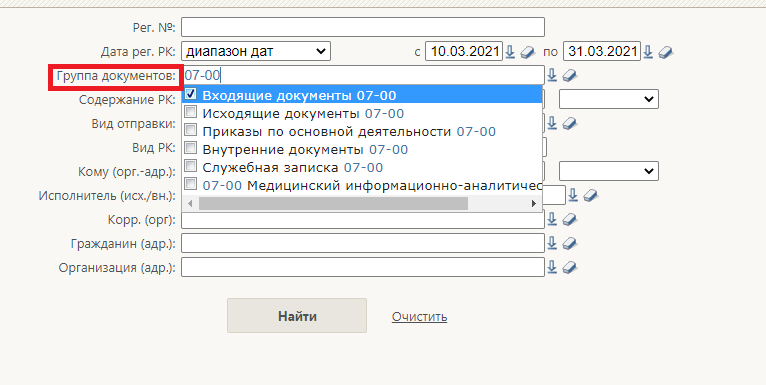 Рег. №:
Дата рег. РК: диапазон дат с 10.03.2021 по 31.03.2021
Группа документов: 07-00
Содержание РК: Входящие документы 07-00
Исходящие документы 07-00
Вид отправки: Приказы по основной деятельности 07-00
Вид РК: Внутренние документы 07-00
Кому (орг.-адр.): Служебная записка 07-00
07-00 Медицинский информационно-аналитичес
Исполнитель (исх./вн.):
Корр. (орг):
Гражданин (адр.):
Организация (адр.):
Найти Очистить